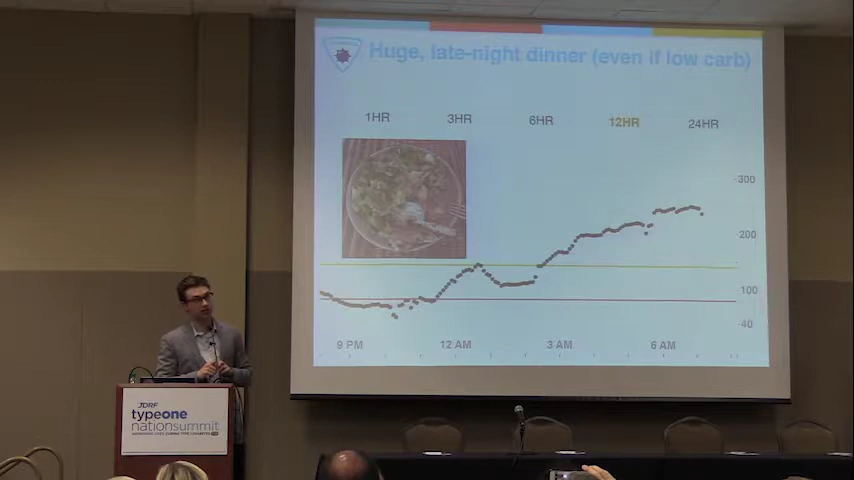 Huge, late-night dinner (even if low carb)
1HR 3HR 6HR 12HR 24HR
300
200
100
40
9 PM 12 AM 3 AM 6 AM
JDRF
typeone
nationsummit